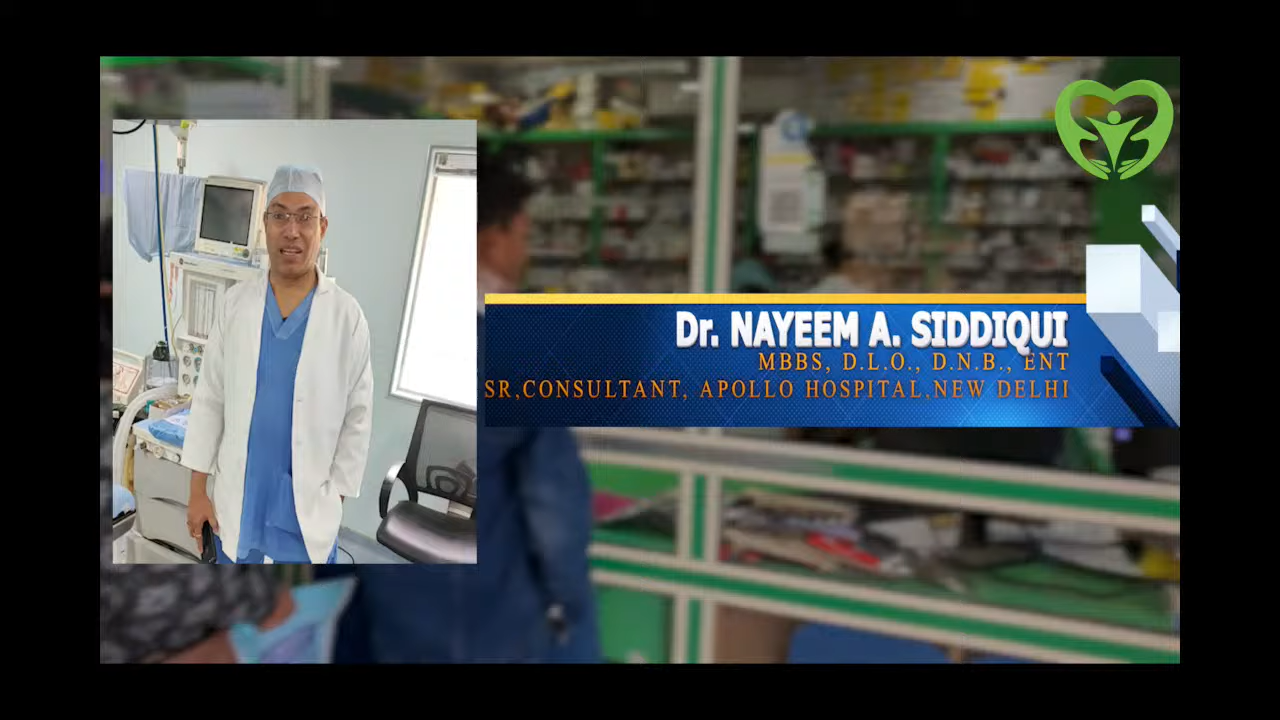 Dr. NAYEEM A. SIDDIQUI
MBBS, D.L.O., D.N.B., ENT
SR,CONSULTANT, APOLLO HOSPITAL,NEW DELHI